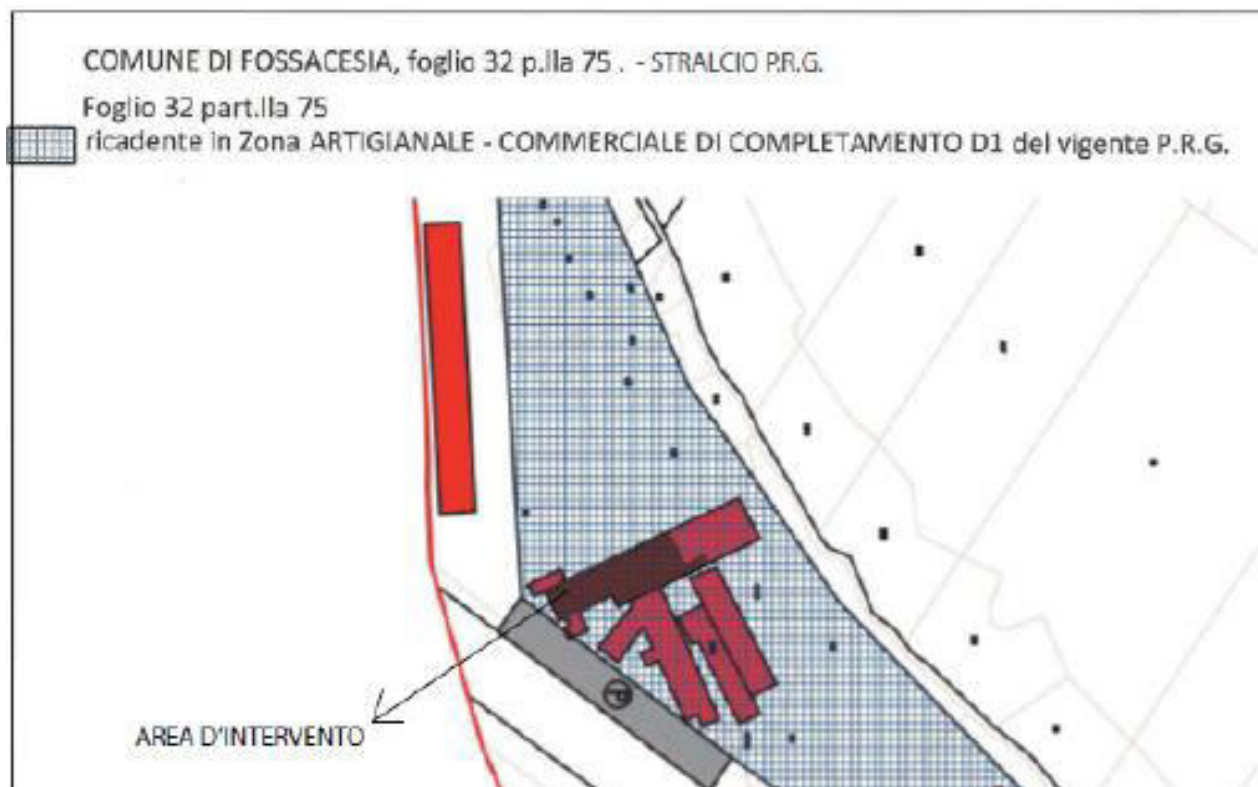 COMUNE DI FOSSACESIA, foglio 32 p.lla 75 . - STRALCIO P.R.G.
Foglio 32 part.lla 75
ricadente in Zona ARTIGIANALE - COMMERCIALE DI COMPLETAMENTO D1 del vigente P.R.G.
P
AREA D'INTERVENTO